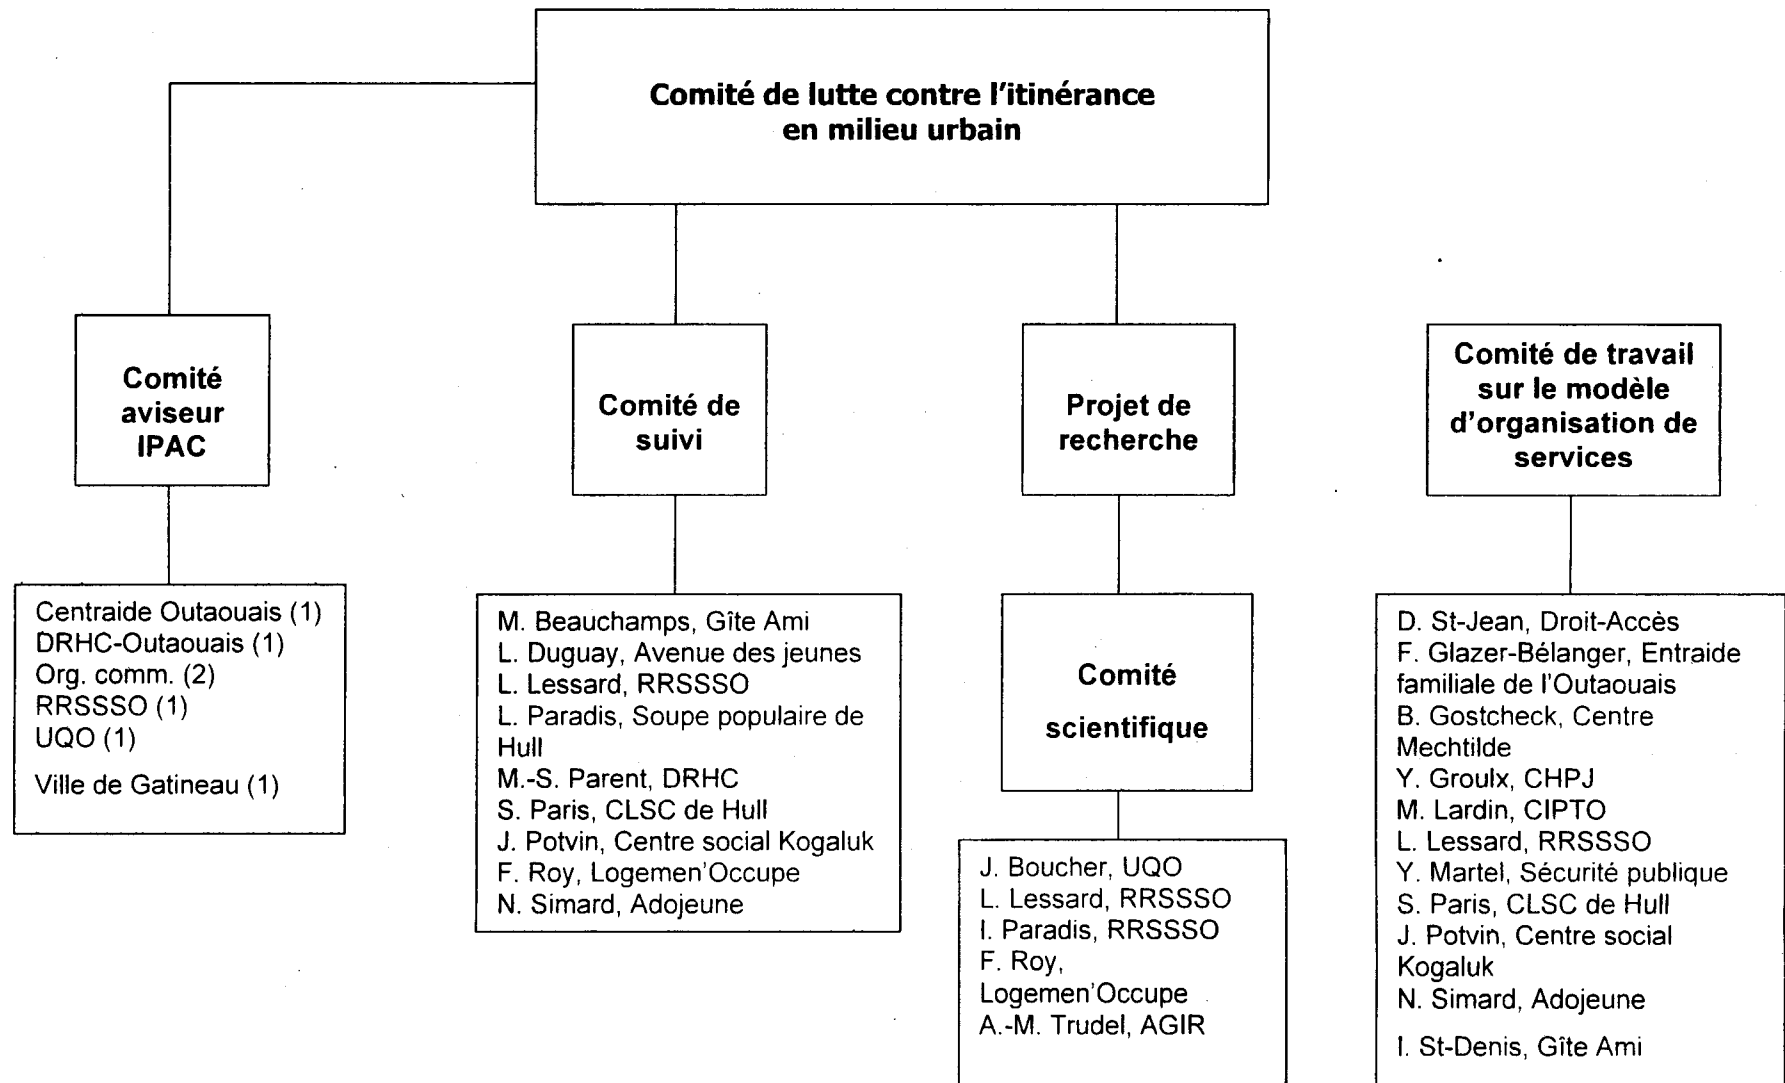 Comité de lutte contre l'itinérance
en milieu urbain
Comité
aviseur
IPAC
Comité de
suivi
Projet de
recherche
Comité de travail
sur le modèle
d'organisation de
services
Centraide Outaouais (1)
DRHC-Outaouais (1)
Org. comm. (2)
RRSSSO (1)
UQO (1)
Ville de Gatineau (1)
M. Beauchamps, Gîte Ami
L. Duguay, Avenue des jeunes
L. Lessard, RRSSSO
L. Paradis, Soupe populaire de
Hull
M.-S. Parent, DRHC
S. Paris, CLSC de Hull
J. Potvin, Centre social Kogaluk
F. Roy, Logemen'Occupe
N. Simard, Adojeune
Comité
scientifique
J. Boucher, UQO
L. Lessard, RRSSSO
I. Paradis, RRSSSO
F. Roy,
Logemen'Occupe
A.-M. Trudel, AGIR
D. St-Jean, Droit-Accès
F. Glazer-Bélanger, Entraide
familiale de l'Outaouais
B. Gostcheck, Centre
Mechtilde
Y. Groulx, CHPJ
M. Lardin, CIPTO
L. Lessard, RRSSSO
Y. Martel, Sécurité publique
S. Paris, CLSC de Hull
J. Potvin, Centre social
Kogaluk
N. Simard, Adojeune
I. St-Denis, Gîte Ami